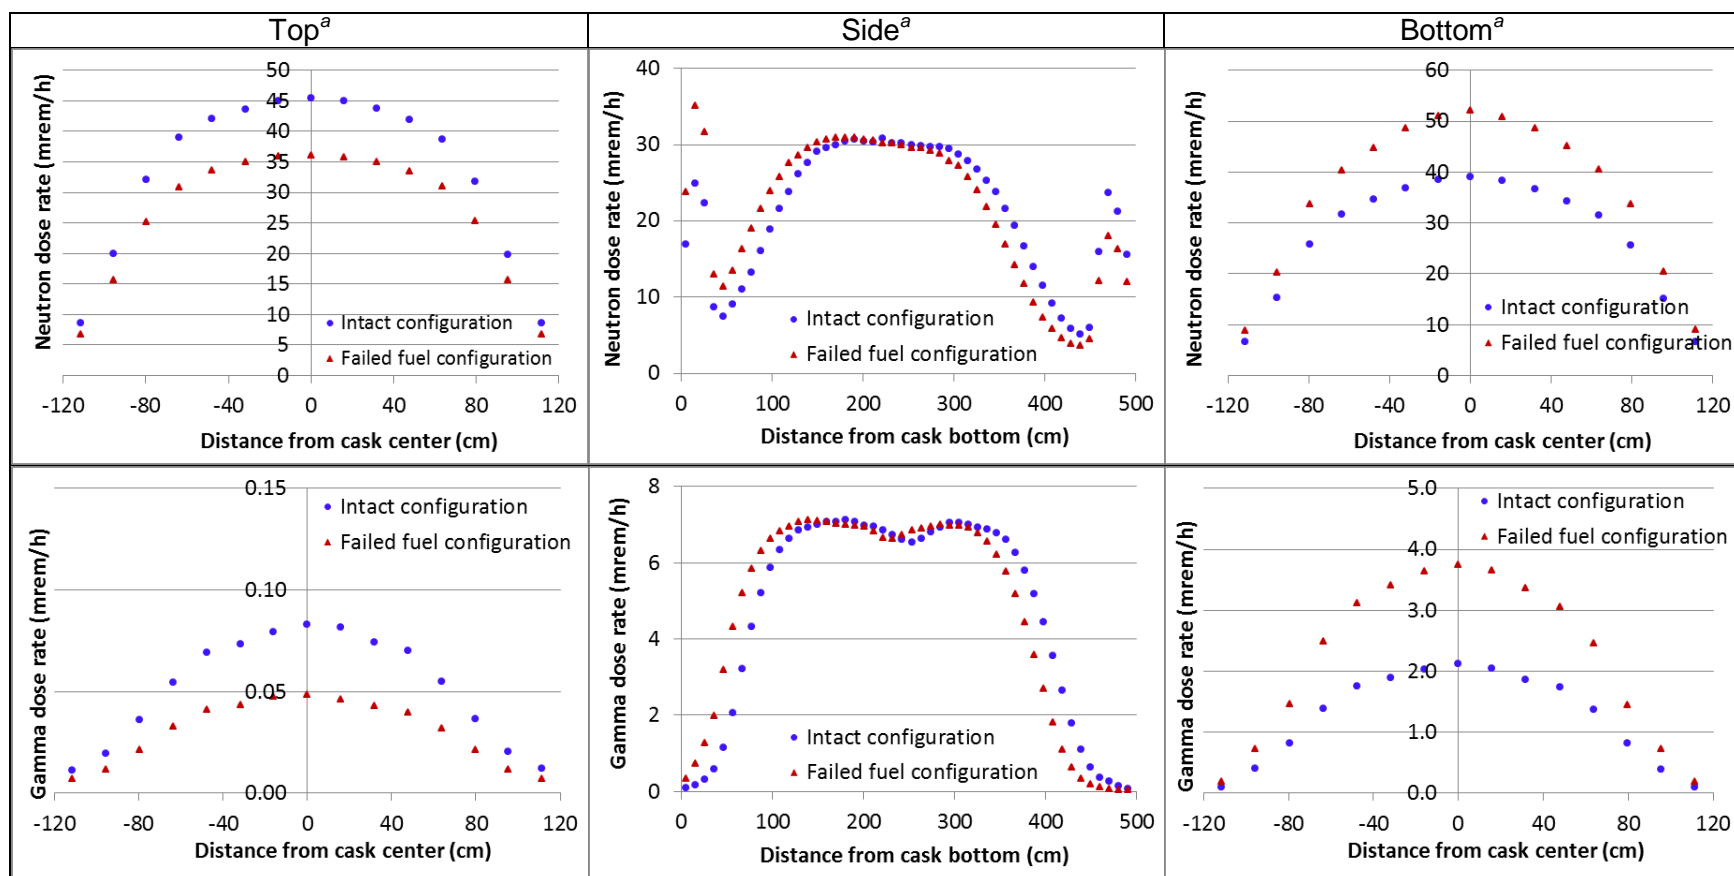 Topᵃ Sideᵃ Bottomᵃ
Neutron dose rate (mrem/h)
50
45
40
35
30
25
20
15
10
5
0
Intact configuration
Failed fuel configuration
-120 -80 -40 0 40 80 120
Distance from cask center (cm)
Neutron dose rate (mrem/h)
40
30
20
10
0
Intact configuration
Failed fuel configuration
0 100 200 300 400 500
Distance from cask bottom (cm)
Neutron dose rate (mrem/h)
60
50
40
30
20
10
0
Intact configuration
Failed fuel configuration
-120 -80 -40 0 40 80 120
Distance from cask center (cm)
Gamma dose rate (mrem/h)
0.15
0.10
0.05
0.00
Intact configuration
Failed fuel configuration
-120 -80 -40 0 40 80 120
Distance from cask center (cm)
Gamma dose rate (mrem/h)
8
6
4
2
0
Intact configuration
Failed fuel configuration
0 100 200 300 400 500
Distance from cask bottom (cm)
Gamma dose rate (mrem/h)
5.0
4.0
3.0
2.0
1.0
0.0
Intact configuration
Failed fuel configuration
-120 -80 -40 0 40 80 120
Distance from cask center (cm)